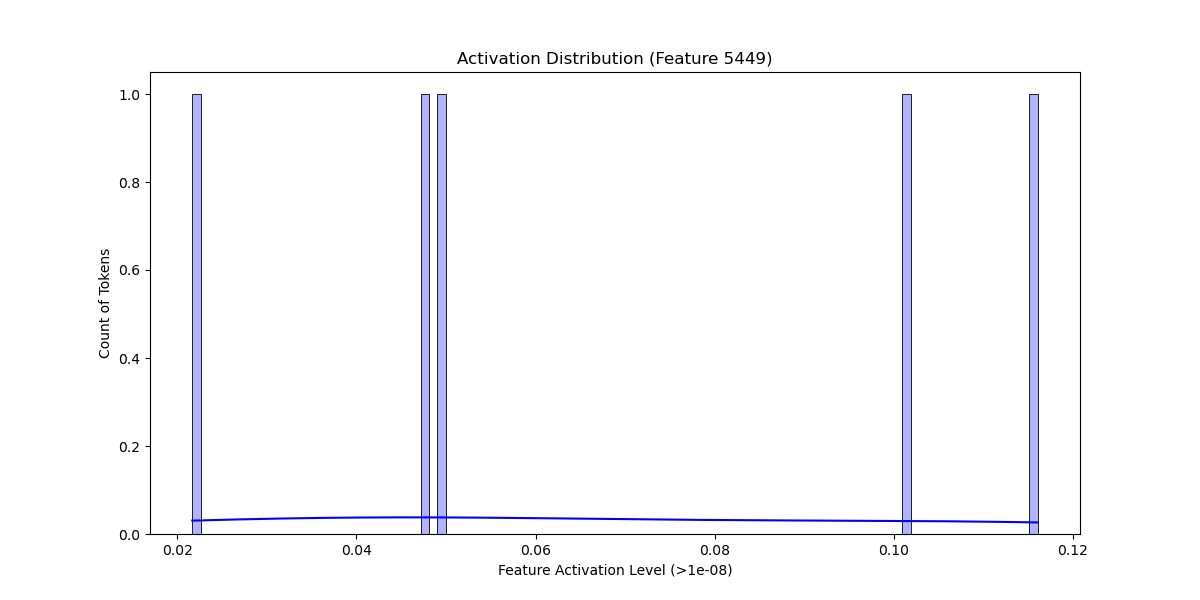 Activation Distribution (Feature 5449)
1.0
0.8
0.6
0.4
0.2
0.0
Count of Tokens
0.02 0.04 0.06 0.08 0.10 0.12
Feature Activation Level (>1e-08)